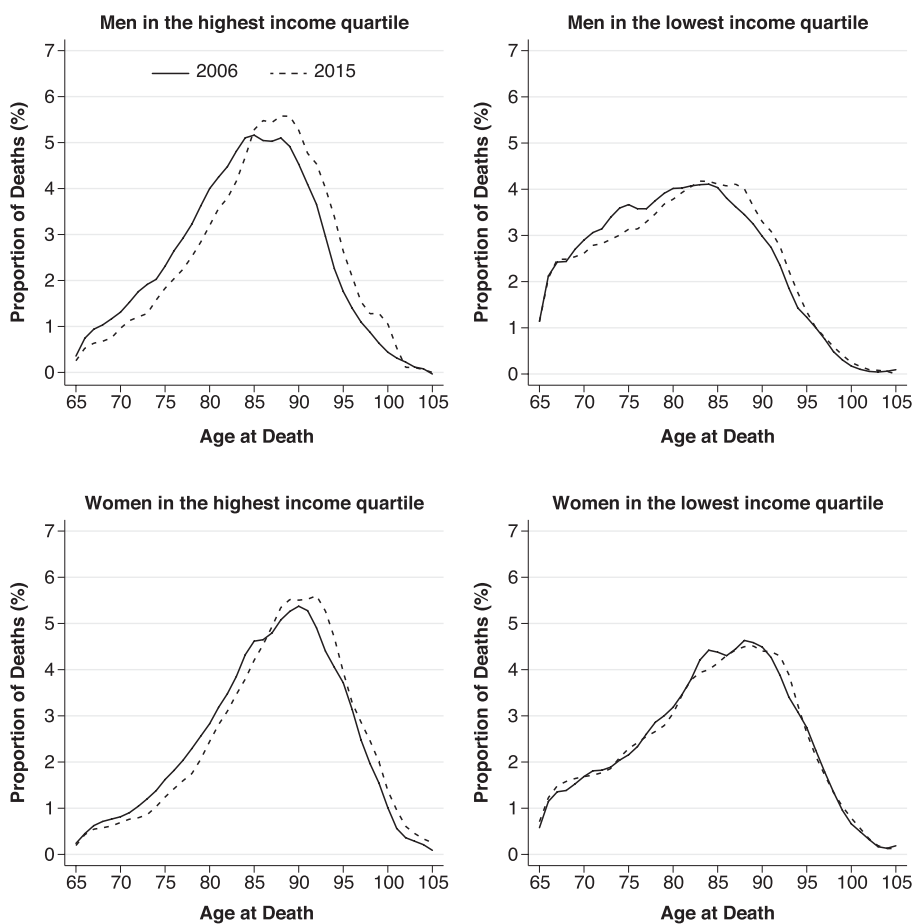 Men in the highest income quartile
7
6
5
4
3
2
1
0
Proportion of Deaths (%)
2006 2015
65 70 75 80 85 90 95 100 105
Age at Death
Men in the lowest income quartile
7
6
5
4
3
2
1
0
Proportion of Deaths (%)
65 70 75 80 85 90 95 100 105
Age at Death
Women in the highest income quartile
7
6
5
4
3
2
1
0
Proportion of Deaths (%)
65 70 75 80 85 90 95 100 105
Age at Death
Women in the lowest income quartile
7
6
5
4
3
2
1
0
Proportion of Deaths (%)
65 70 75 80 85 90 95 100 105
Age at Death